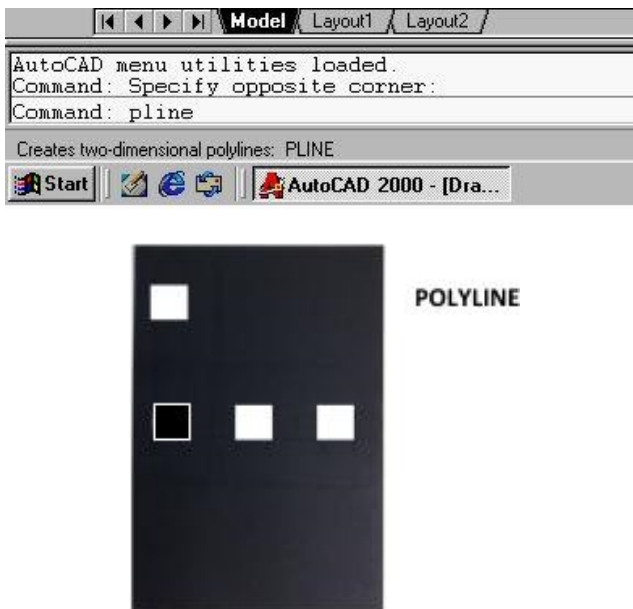 Model Layout1 Layout2
AutoCAD menu utilities loaded.
Command: Specify opposite corner:
Command: pline
Creates two-dimensional polylines: PLINE
Start AutoCAD 2000 - [Dra...
POLYLINE